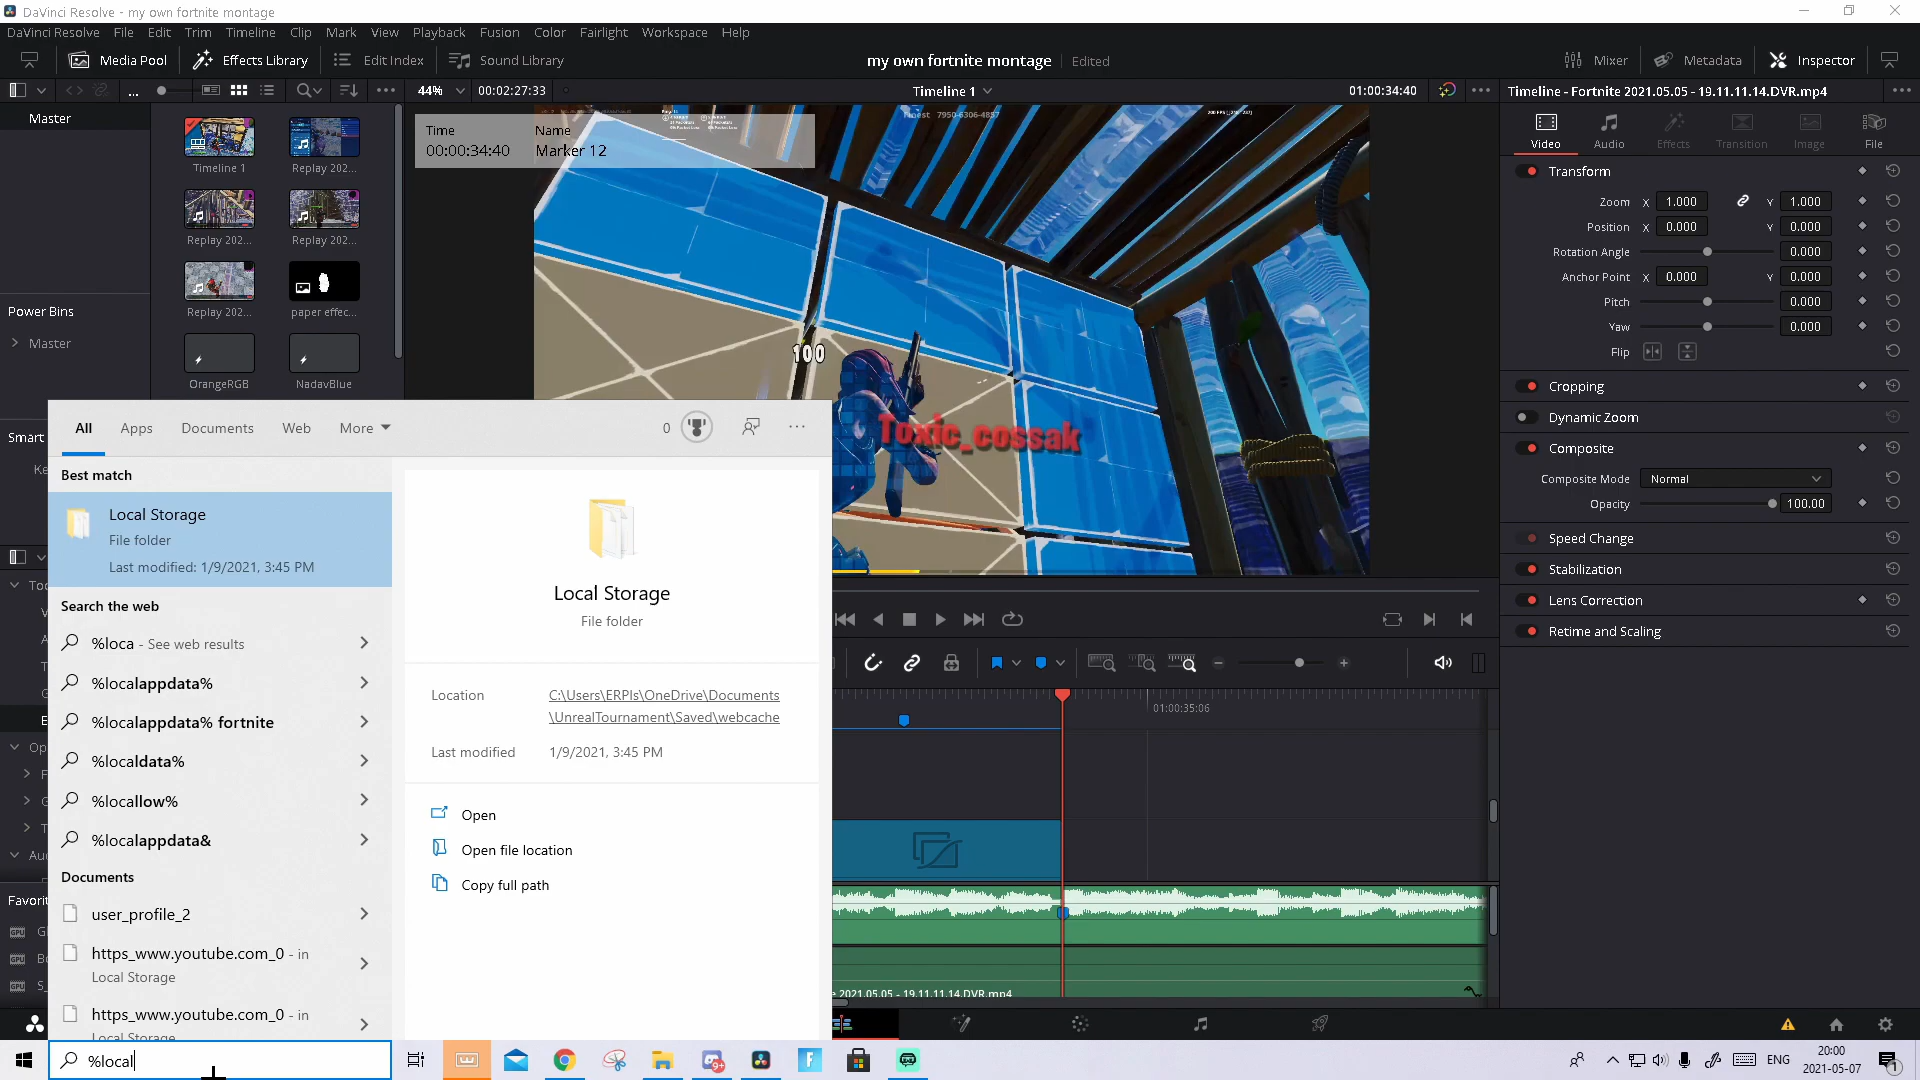 DaVinci Resolve - my own fortnite montage
DaVinci Resolve File Edit Trim Timeline Clip Mark View Playback Fusion Color Fairlight Workspace Help
Media Pool Effects Library Edit Index Sound Library
my own fortnite montage Edited
Mixer Metadata Inspector
... 44% 00:02:27:33
Timeline 1
01:00:34:40
Timeline - Fortnite 2021.05.05 - 19.11.11.14.DVR.mp4
Master
Timeline 1
Replay 202...
Replay 202...
Replay 202...
Replay 202...
paper effec...
OrangeRGB
NadavBlue
Power Bins
Master
Smart
Time Name
00:00:34:40 Marker 12
100
Toxic_cossak
Video Audio Effects Transition Image File
Transform
Zoom X 1.000 Y 1.000
Position X 0.000 Y 0.000
Rotation Angle 0.000
Anchor Point X 0.000 Y 0.000
Pitch 0.000
Yaw 0.000
Flip
Cropping
Dynamic Zoom
Composite
Composite Mode Normal
Opacity 100.00
Speed Change
Stabilization
Lens Correction
Retime and Scaling
All Apps Documents Web More 0
Best match
Local Storage
File folder
Last modified: 1/9/2021, 3:45 PM
Search the web
%loca - See web results
%localappdata%
%localappdata% fortnite
%localdata%
%locallow%
%localappdata&
Documents
user_profile_2
https_www.youtube.com_0 - in
Local Storage
https_www.youtube.com_0 - in
Local Storage
Local Storage
File folder
Location C:\Users\ERPIs\OneDrive\Documents
\UnrealTournament\Saved\webcache
Last modified 1/9/2021, 3:45 PM
Open
Open file location
Copy full path
Too
Op
Au
Favorit
01:00:35:06
2021.05.05 - 19.11.11.14.DVR.mp4
%local
9+
ENG
20:00
2021-05-07
1